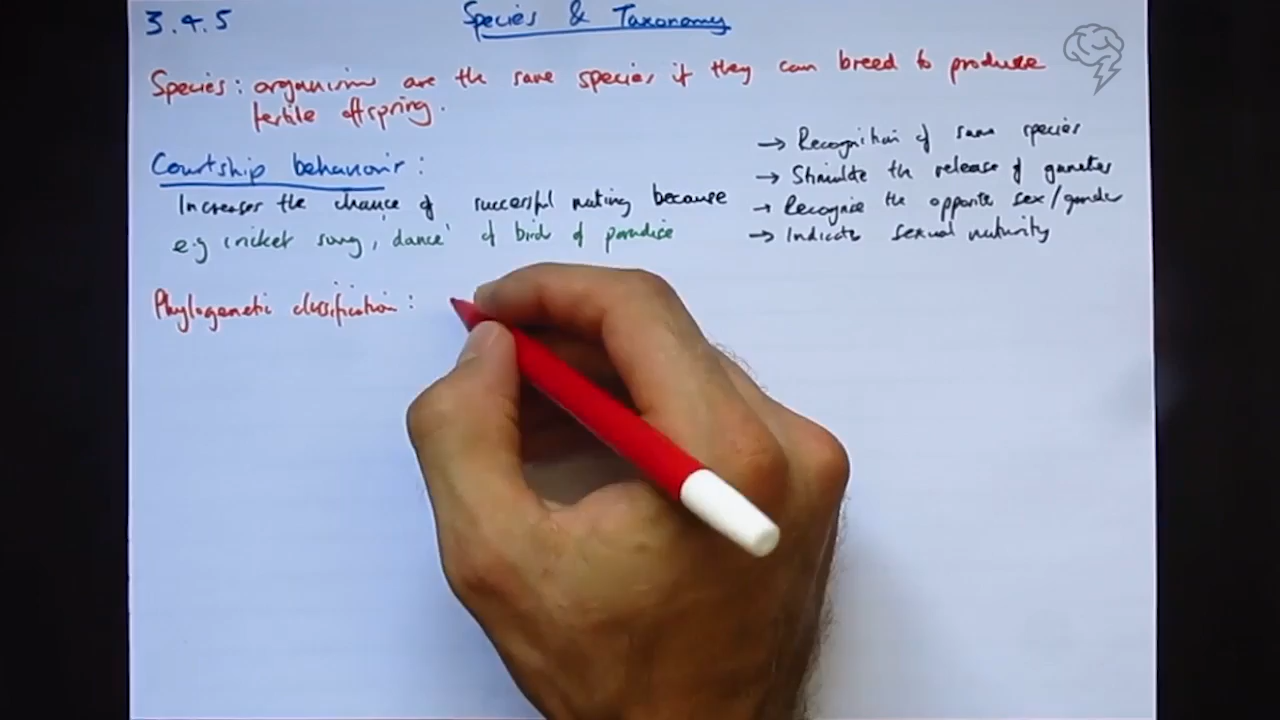 3.4.5
Species & Taxonomy
Species: organisms are the same species if they can breed to produce
fertile offspring.
Courtship behaviour:
Increases the chance of successful mating because
e.g cricket song, 'dance' of bird of paradise
→ Recognition of same species
→ Stimulate the release of gametes
→ Recognise the opposite sex/gender
→ Indicate sexual maturity
Phylogenetic classification: